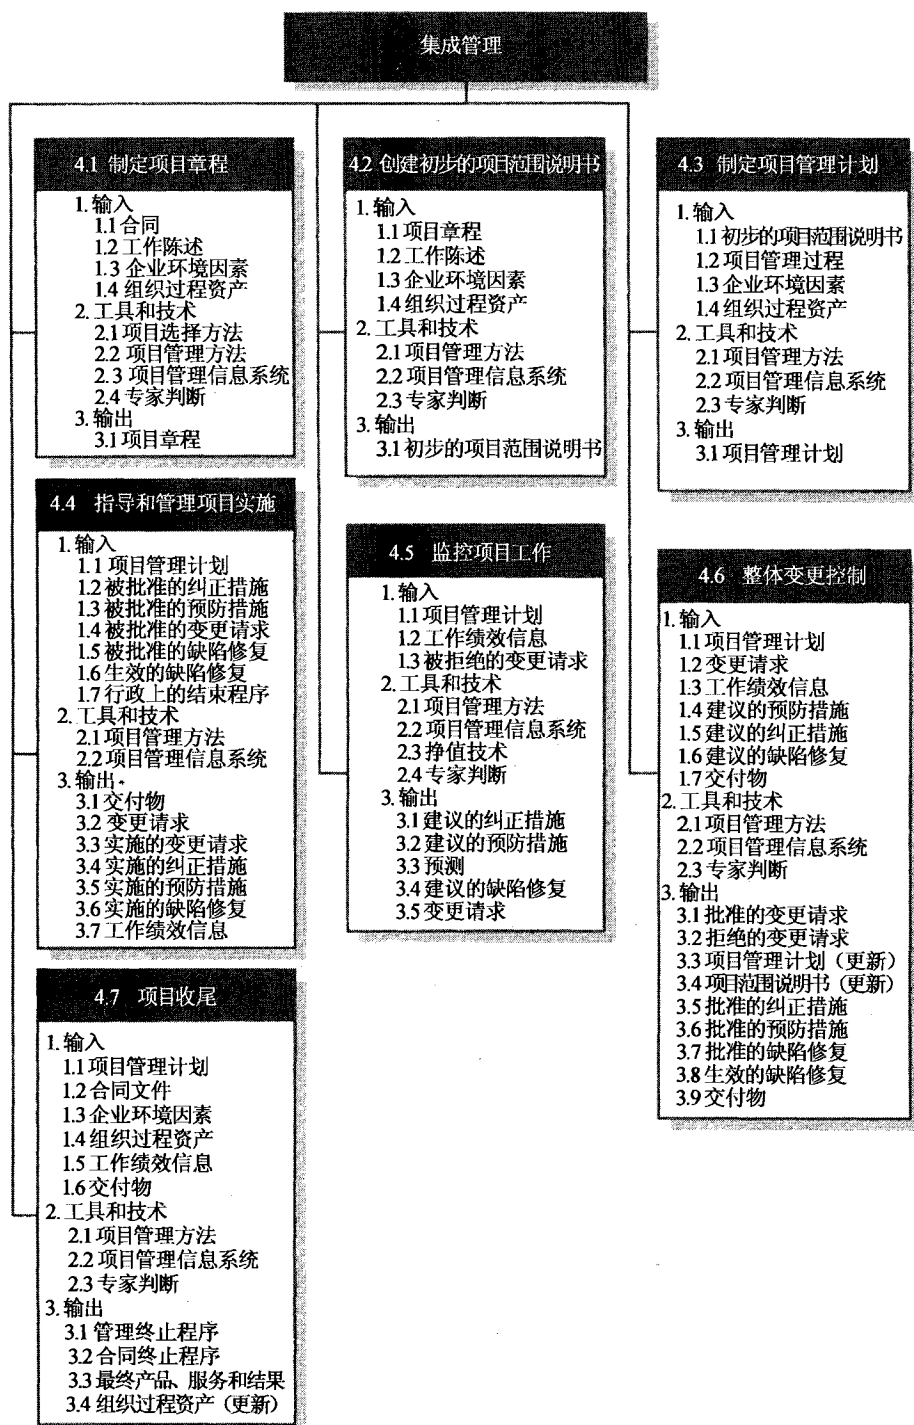 集成管理
4.1 制定项目章程
1. 输入
1.1 合同
1.2 工作陈述
1.3 企业环境因素
1.4 组织过程资产
2. 工具和技术
2.1 项目选择方法
2.2 项目管理方法
2.3 项目管理信息系统
2.4 专家判断
3. 输出
3.1 项目章程
4.2 创建初步的项目范围说明书
1. 输入
1.1 项目章程
1.2 工作陈述
1.3 企业环境因素
1.4 组织过程资产
2. 工具和技术
2.1 项目管理方法
2.2 项目管理信息系统
2.3 专家判断
3. 输出
3.1 初步的项目范围说明书
4.3 制定项目管理计划
1. 输入
1.1 初步的项目范围说明书
1.2 项目管理过程
1.3 企业环境因素
1.4 组织过程资产
2. 工具和技术
2.1 项目管理方法
2.2 项目管理信息系统
2.3 专家判断
3. 输出
3.1 项目管理计划
4.4 指导和管理项目实施
1. 输入
1.1 项目管理计划
1.2 被批准的纠正措施
1.3 被批准的预防措施
1.4 被批准的变更请求
1.5 被批准的缺陷修复
1.6 生效的缺陷修复
1.7 行政上的结束程序
2. 工具和技术
2.1 项目管理方法
2.2 项目管理信息系统
3. 输出
3.1 交付物
3.2 变更请求
3.3 实施的变更请求
3.4 实施的纠正措施
3.5 实施的预防措施
3.6 实施的缺陷修复
3.7 工作绩效信息
4.5 监控项目工作
1. 输入
1.1 项目管理计划
1.2 工作绩效信息
1.3 被拒绝的变更请求
2. 工具和技术
2.1 项目管理方法
2.2 项目管理信息系统
2.3 挣值技术
2.4 专家判断
3. 输出
3.1 建议的纠正措施
3.2 建议的预防措施
3.3 预测
3.4 建议的缺陷修复
3.5 变更请求
4.6 整体变更控制
1. 输入
1.1 项目管理计划
1.2 变更请求
1.3 工作绩效信息
1.4 建议的预防措施
1.5 建议的纠正措施
1.6 建议的缺陷修复
1.7 交付物
2. 工具和技术
2.1 项目管理方法
2.2 项目管理信息系统
2.3 专家判断
3. 输出
3.1 批准的变更请求
3.2 拒绝的变更请求
3.3 项目管理计划（更新）
3.4 项目范围说明书（更新）
3.5 批准的纠正措施
3.6 批准的预防措施
3.7 批准的缺陷修复
3.8 生效的缺陷修复
3.9 交付物
4.7 项目收尾
1. 输入
1.1 项目管理计划
1.2 合同文件
1.3 企业环境因素
1.4 组织过程资产
1.5 工作绩效信息
1.6 交付物
2. 工具和技术
2.1 项目管理方法
2.2 项目管理信息系统
2.3 专家判断
3. 输出
3.1 管理终止程序
3.2 合同终止程序
3.3 最终产品、服务和结果
3.4 组织过程资产（更新）